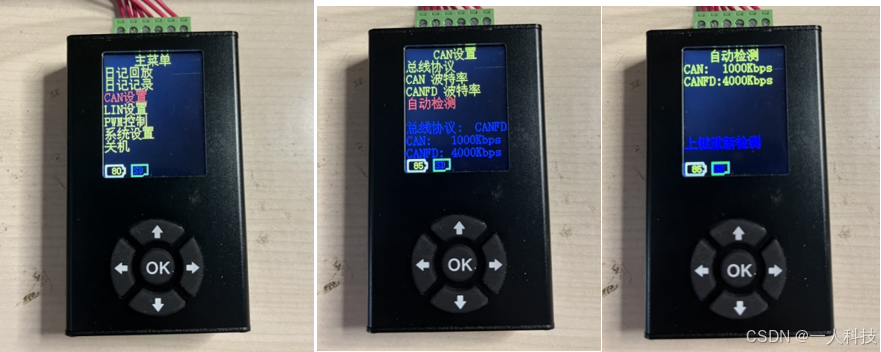 主菜单
日记回放
日记记录
CAN设置
LIN设置
PWM控制
系统设置
关机
80
OK
CAN设置
总线协议
CAN 波特率
CANFD 波特率
自动检测
总线协议: CANFD
CAN: 1000Kbps
CANFD: 4000Kbps
85
OK
自动检测
CAN: 1000Kbps
CANFD:4000Kbps
上键重新检测
85
OK
CSDN @一人科技